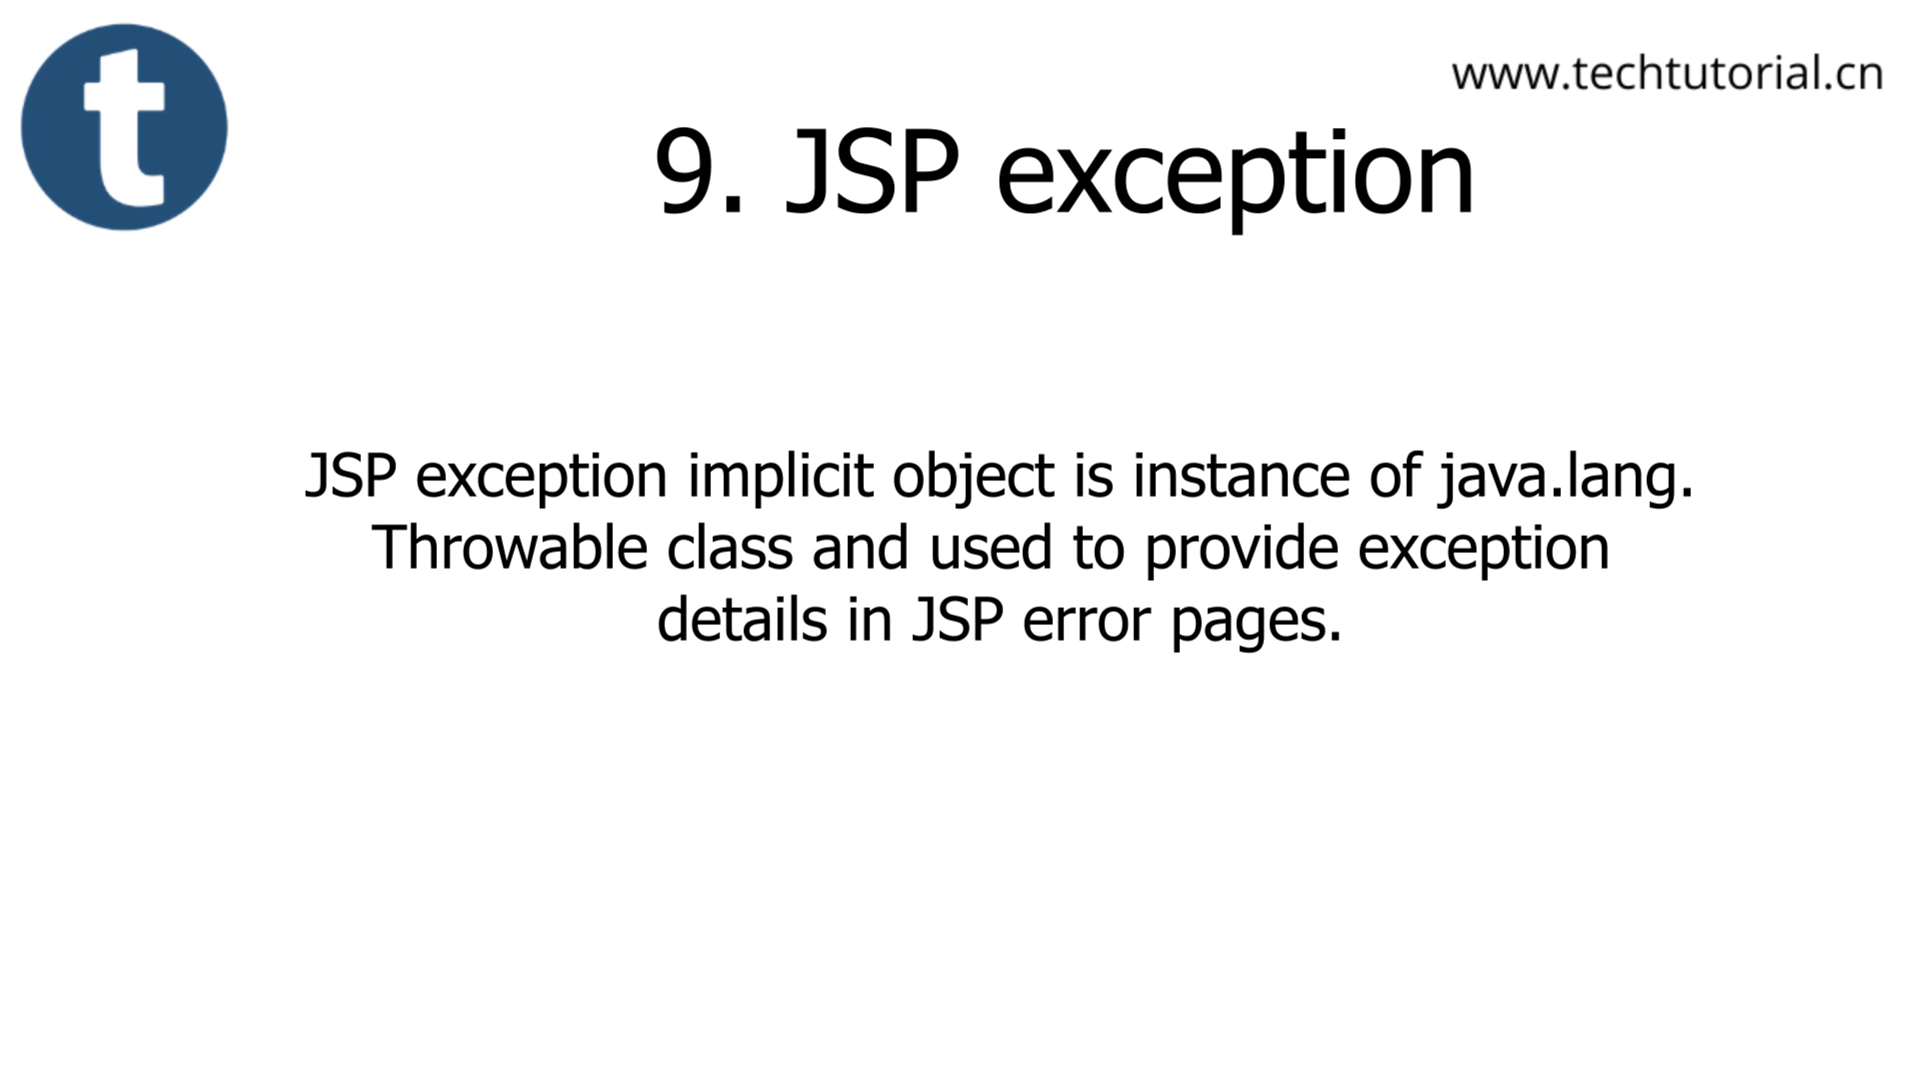 t
www.techtutorial.cn
9. JSP exception
JSP exception implicit object is instance of java.lang.
Throwable class and used to provide exception
details in JSP error pages.